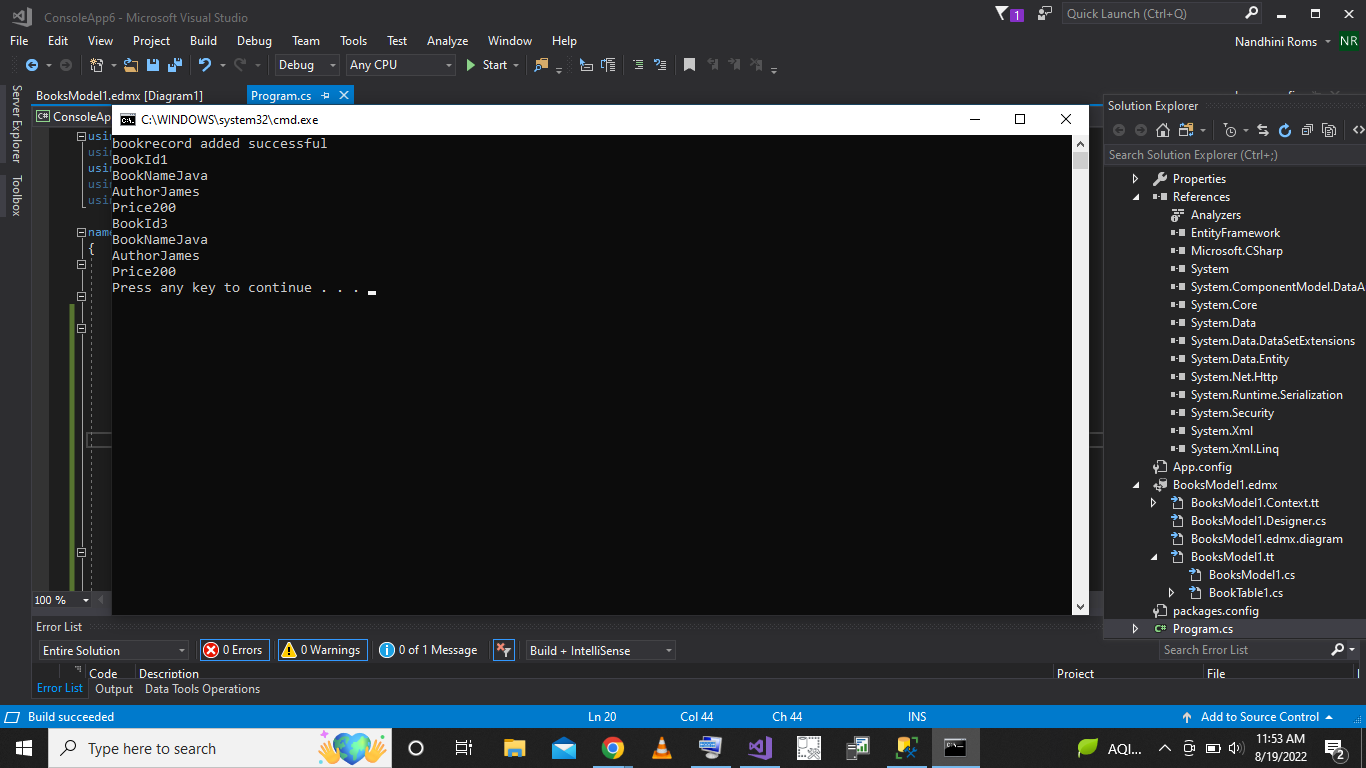 ConsoleApp6 - Microsoft Visual Studio
1
Quick Launch (Ctrl+Q)
File Edit View Project Build Debug Team Tools Test Analyze Window Help
Nandhini Roms NR
Debug Any CPU Start
BooksModel1.edmx [Diagram1] Program.cs
Server Explorer
Toolbox
C# ConsoleAp
C:\WINDOWS\system32\cmd.exe
bookrecord added successful
BookId1
BookNameJava
AuthorJames
Price200
BookId3
BookNameJava
AuthorJames
Price200
Press any key to continue . . .
usin
usin
usin
usin
usin
name
{
100 %
Solution Explorer
Search Solution Explorer (Ctrl+;)
Properties
References
Analyzers
EntityFramework
Microsoft.CSharp
System
System.ComponentModel.DataA
System.Core
System.Data
System.Data.DataSetExtensions
System.Data.Entity
System.Net.Http
System.Runtime.Serialization
System.Security
System.Xml
System.Xml.Linq
App.config
BooksModel1.edmx
BooksModel1.Context.tt
BooksModel1.Designer.cs
BooksModel1.edmx.diagram
BooksModel1.tt
BooksModel1.cs
BookTable1.cs
packages.config
C# Program.cs
Error List
Entire Solution 0 Errors 0 Warnings 0 of 1 Message Build + IntelliSense Search Error List
Code Description Project File
Error List Output Data Tools Operations
Build succeeded Ln 20 Col 44 Ch 44 INS Add to Source Control
Type here to search
AQI...
11:53 AM
8/19/2022
2